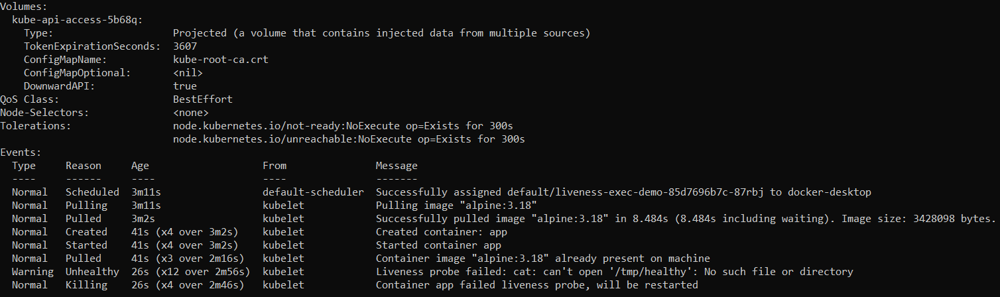 Volumes:
  kube-api-access-5b68q:
    Type:                    Projected (a volume that contains injected data from multiple sources)
    TokenExpirationSeconds:  3607
    ConfigMapName:           kube-root-ca.crt
    ConfigMapOptional:       <nil>
    DownwardAPI:             true
QoS Class:                   BestEffort
Node-Selectors:              <none>
Tolerations:                 node.kubernetes.io/not-ready:NoExecute op=Exists for 300s
                             node.kubernetes.io/unreachable:NoExecute op=Exists for 300s
Events:
  Type     Reason     Age                  From               Message
  ----     ------     ----                 ----               -------
  Normal   Scheduled  3m11s                default-scheduler  Successfully assigned default/liveness-exec-demo-85d7696b7c-87rbj to docker-desktop
  Normal   Pulling    3m11s                kubelet            Pulling image "alpine:3.18"
  Normal   Pulled     3m2s                 kubelet            Successfully pulled image "alpine:3.18" in 8.484s (8.484s including waiting). Image size: 3428098 bytes.
  Normal   Created    41s (x4 over 3m2s)   kubelet            Created container: app
  Normal   Started    41s (x4 over 3m2s)   kubelet            Started container app
  Normal   Pulled     41s (x3 over 2m16s)  kubelet            Container image "alpine:3.18" already present on machine
  Warning  Unhealthy  26s (x12 over 2m56s)  kubelet            Liveness probe failed: cat: can't open '/tmp/healthy': No such file or directory
  Normal   Killing    26s (x4 over 2m46s)  kubelet            Container app failed liveness probe, will be restarted